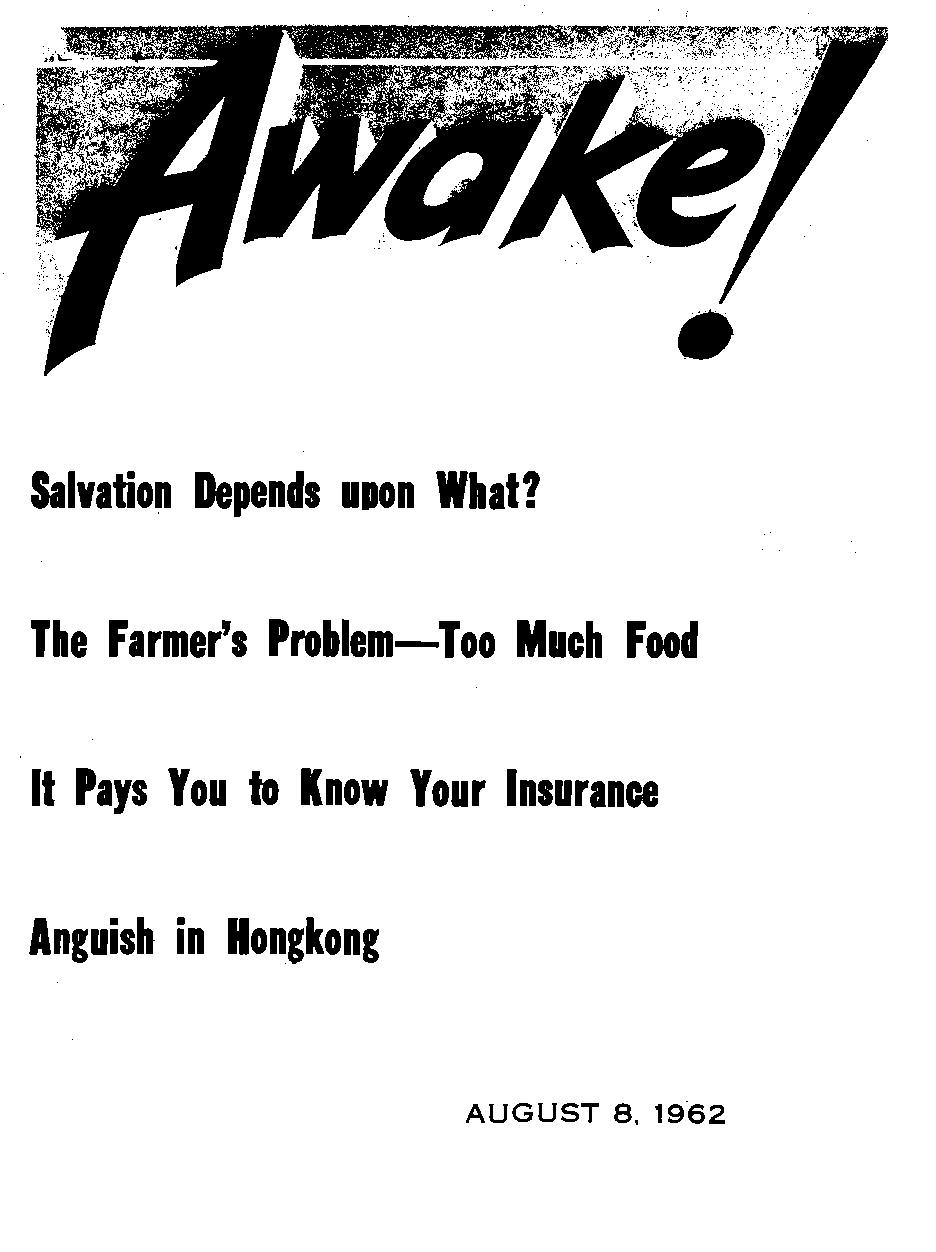 Awake!
Salvation Depends upon What?
The Farmer's Problem—Too Much Food
It Pays You to Know Your Insurance
Anguish in Hongkong
AUGUST 8, 1962